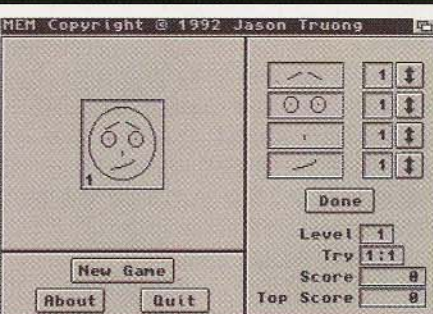 MEM Copyright © 1992 Jason Truong
1
1
1
1
1
Done
Level 1
Try 1:1
Score 0
Top Score 0
New Game
About Quit